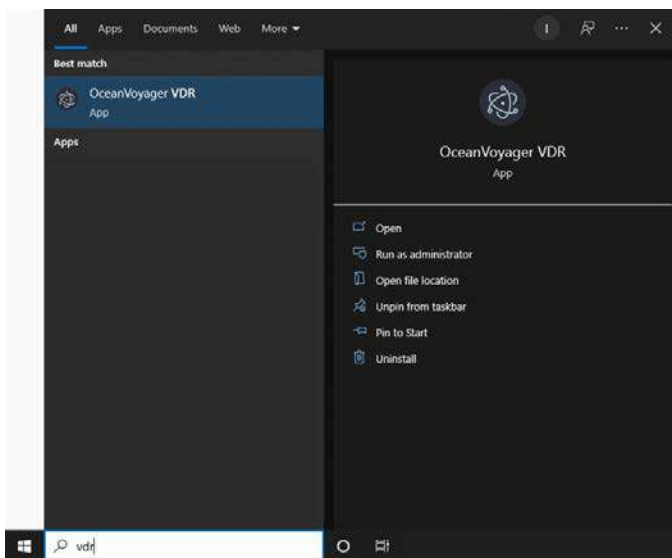 All Apps Documents Web More
I
Best match
OceanVoyager VDR
App
Apps
OceanVoyager VDR
App
Open
Run as administrator
Open file location
Unpin from taskbar
Pin to Start
Uninstall
vdr